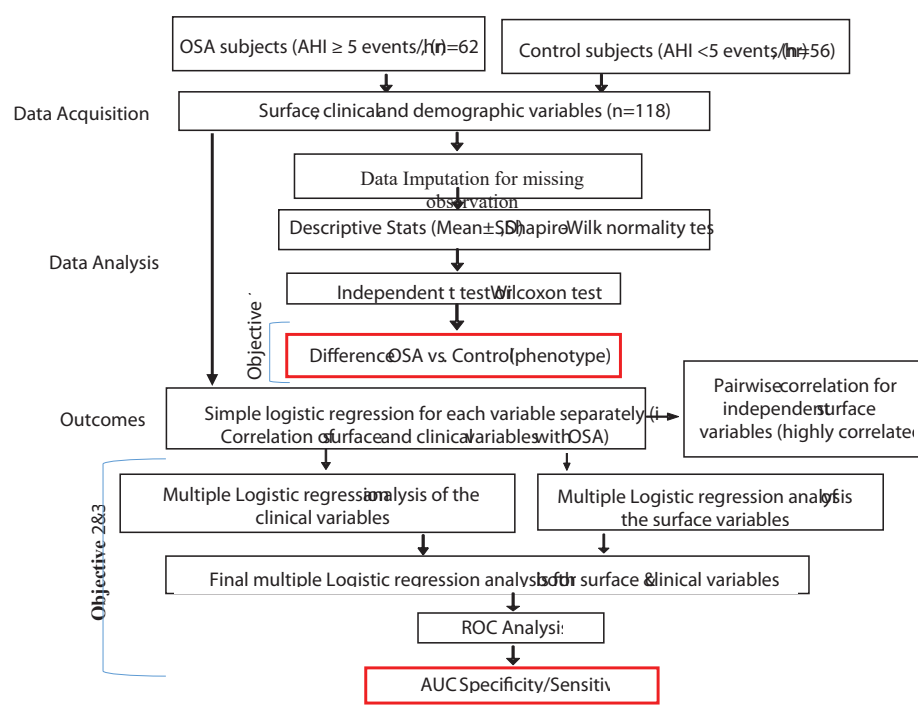 OSA subjects (AHI ≥ 5 events/hr) (n)=62
Control subjects (AHI <5 events/hr) (n=56)
Data Acquisition
Surface, clinical and demographic variables (n=118)
Data Imputation for missing
observation
Descriptive Stats (Mean±SD), Shapiro-Wilk normality tes
Data Analysis
Independent t test or Wilcoxon test
Objective
Difference OSA vs. Control (phenotype)
Outcomes
Simple logistic regression for each variable separately (i
Correlation of surface and clinical variables with OSA)
Pairwise correlation for
independent surface
variables (highly correlated
Objective 2&3
Multiple Logistic regression analysis of the
clinical variables
Multiple Logistic regression analysis of
the surface variables
Final multiple Logistic regression analysis both for surface & clinical variables
ROC Analysis
AUC Specificity/Sensitiv